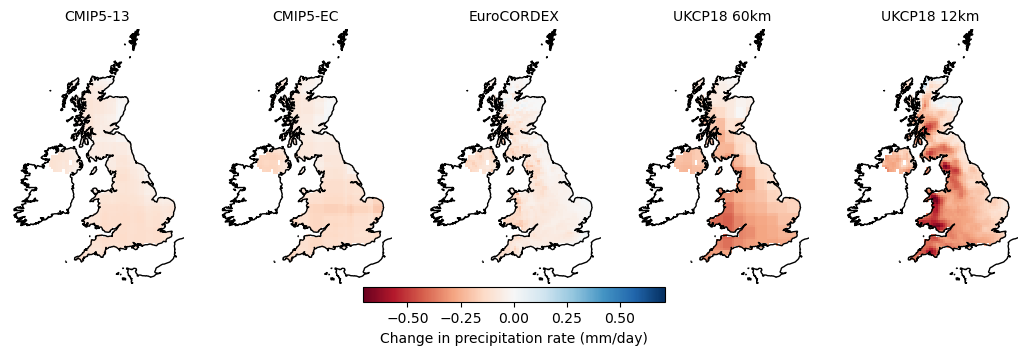 CMIP5-13 CMIP5-EC EuroCORDEX UKCP18 60km UKCP18 12km
−0.50 −0.25 0.00 0.25 0.50
Change in precipitation rate (mm/day)